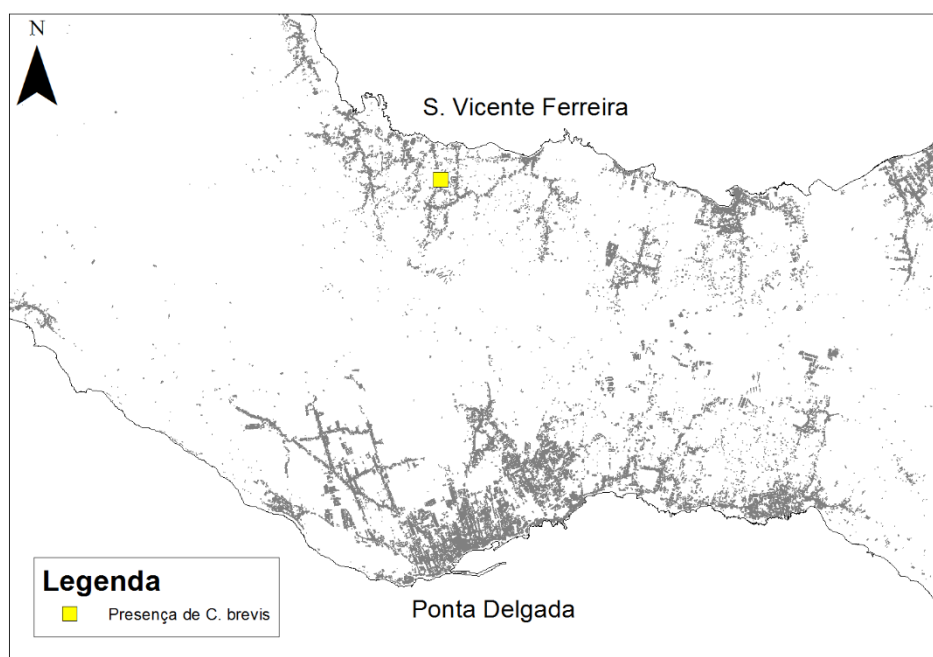 N
S. Vicente Ferreira
Legenda
Presença de C. brevis
Ponta Delgada